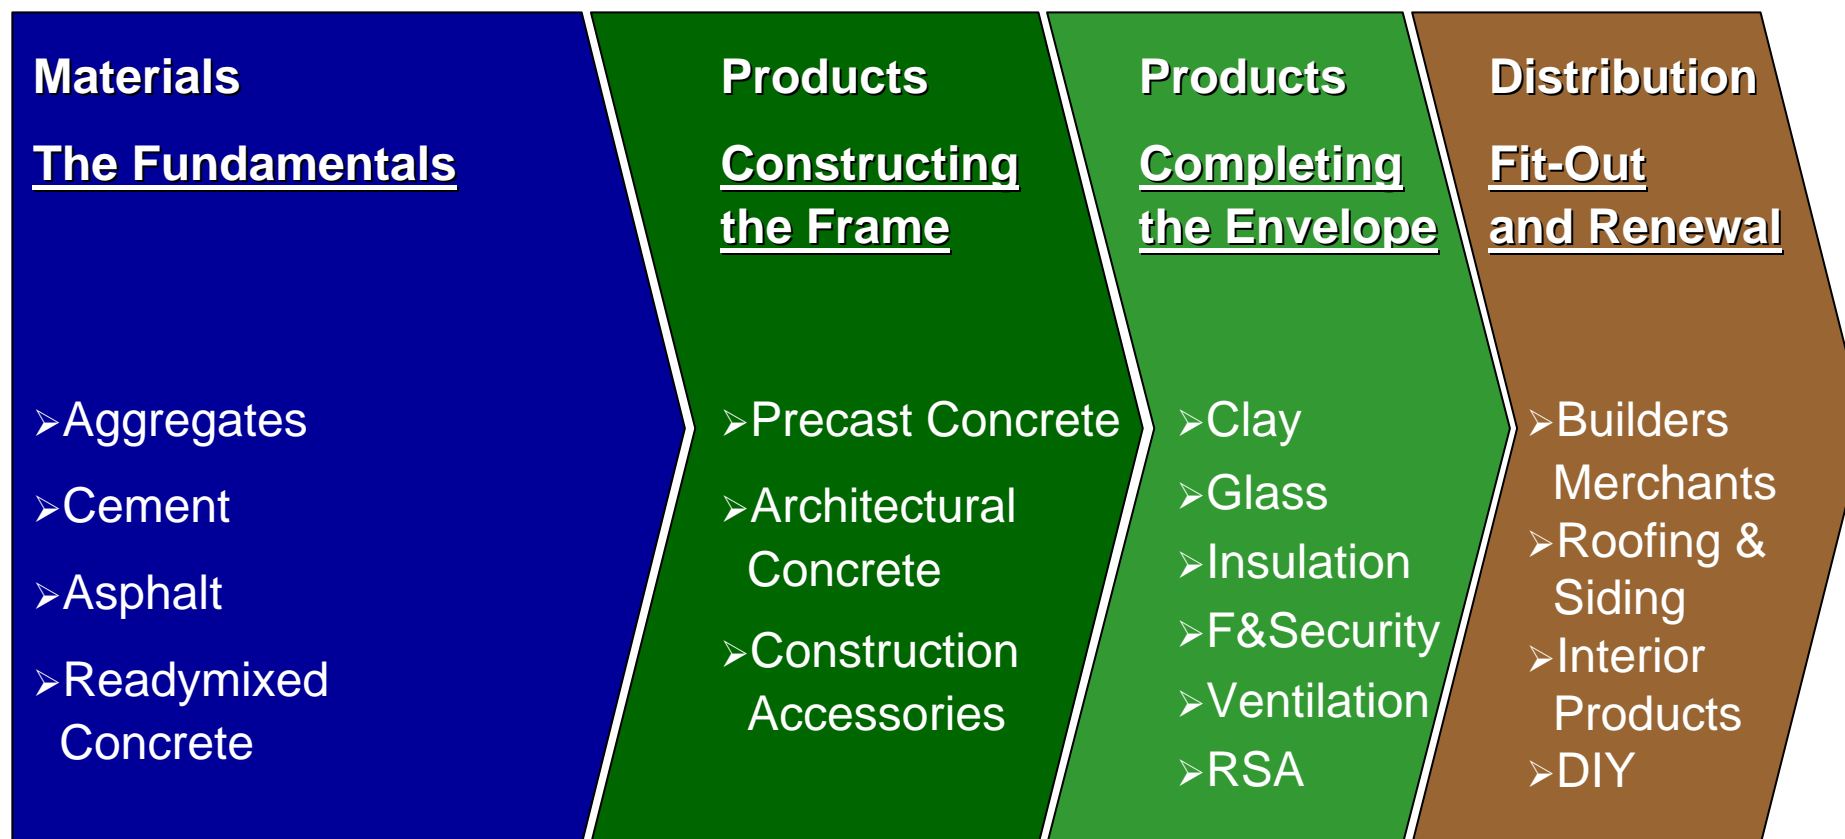 Materials
The Fundamentals
➢Aggregates
➢Cement
➢Asphalt
➢Readymixed
Concrete
Products
Constructing
the Frame
➢Precast Concrete
➢Architectural
Concrete
➢Construction
Accessories
Products
Completing
the Envelope
➢Clay
➢Glass
➢Insulation
➢F&Security
➢Ventilation
➢RSA
Distribution
Fit-Out
and Renewal
➢Builders
Merchants
➢Roofing &
Siding
➢Interior
Products
➢DIY